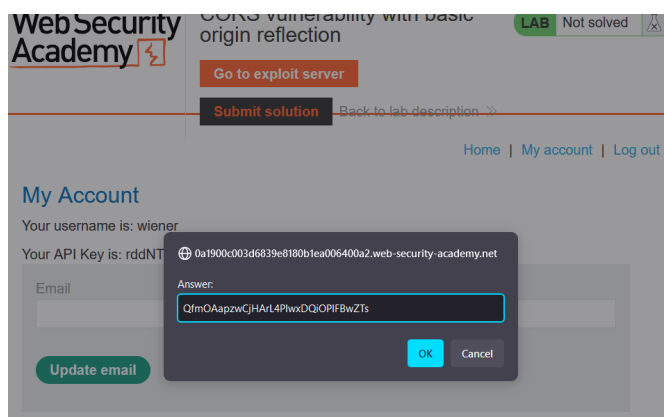 Web Security
Academy
CORS vulnerability with basic
origin reflection
LAB Not solved
Go to exploit server
Submit solution Back to lab description
Home | My account | Log out
My Account
Your username is: wiener
Your API Key is: rddNT
0a1900c003d6839e8180b1ea006400a2.web-security-academy.net
Answer:
QfmOAapzwCjHArL4PlwxDQiOPIFBwZTs
OK Cancel
Email
Update email